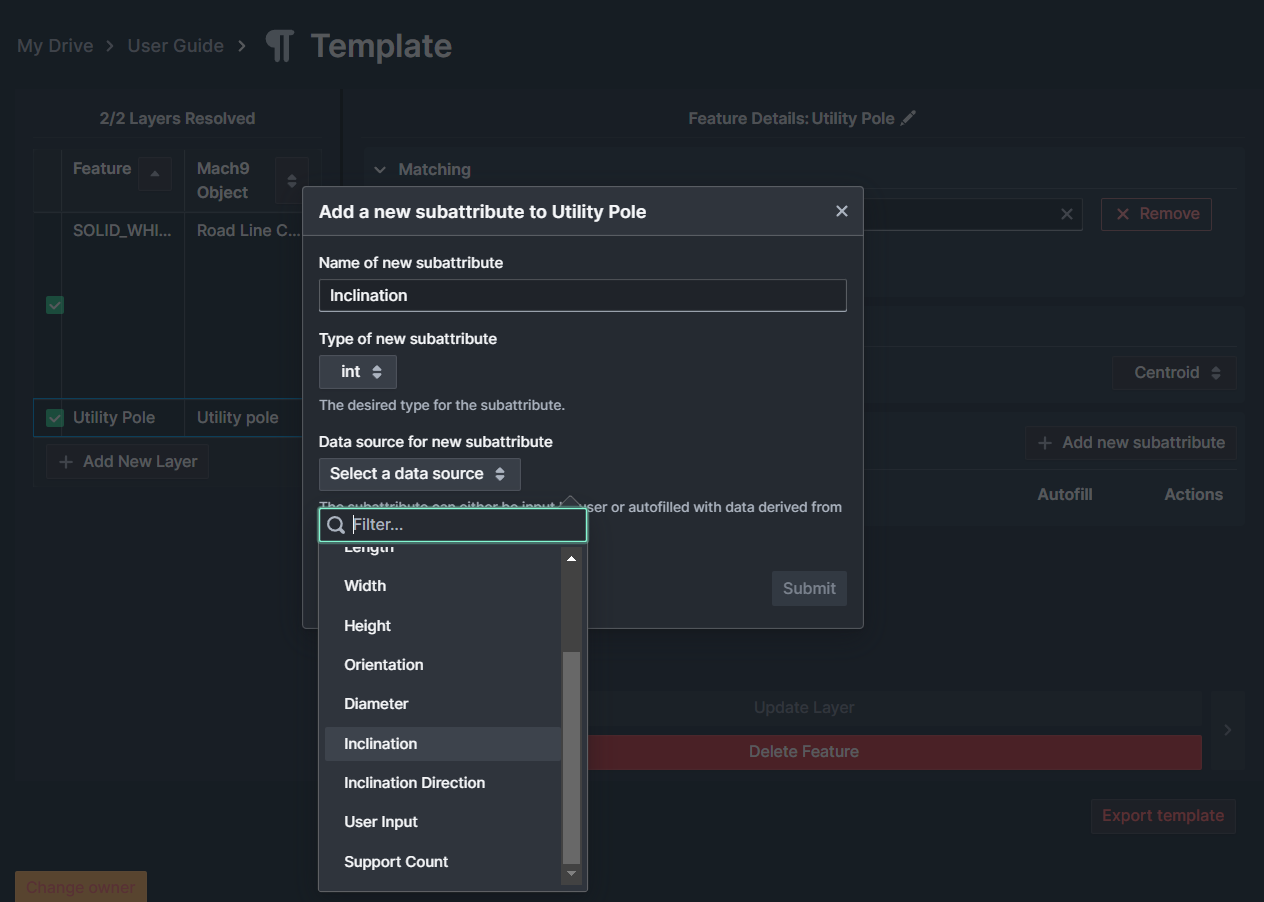 My Drive > User Guide > ¶ Template
2/2 Layers Resolved
Feature
Mach9 Object
SOLID_WHI...
Road Line C...
Utility Pole
Utility pole
+ Add New Layer
Feature Details: Utility Pole
Matching
Remove
Centroid
+ Add new subattribute
Autofill
Actions
Update Layer
Delete Feature
Export template
Change owner
Add a new subattribute to Utility Pole
Name of new subattribute
Inclination
Type of new subattribute
int
The desired type for the subattribute.
Data source for new subattribute
Select a data source
The subattribute can either be input user or autofilled with data derived from
Filter...
Length
Width
Height
Orientation
Diameter
Inclination
Inclination Direction
User Input
Support Count
Submit